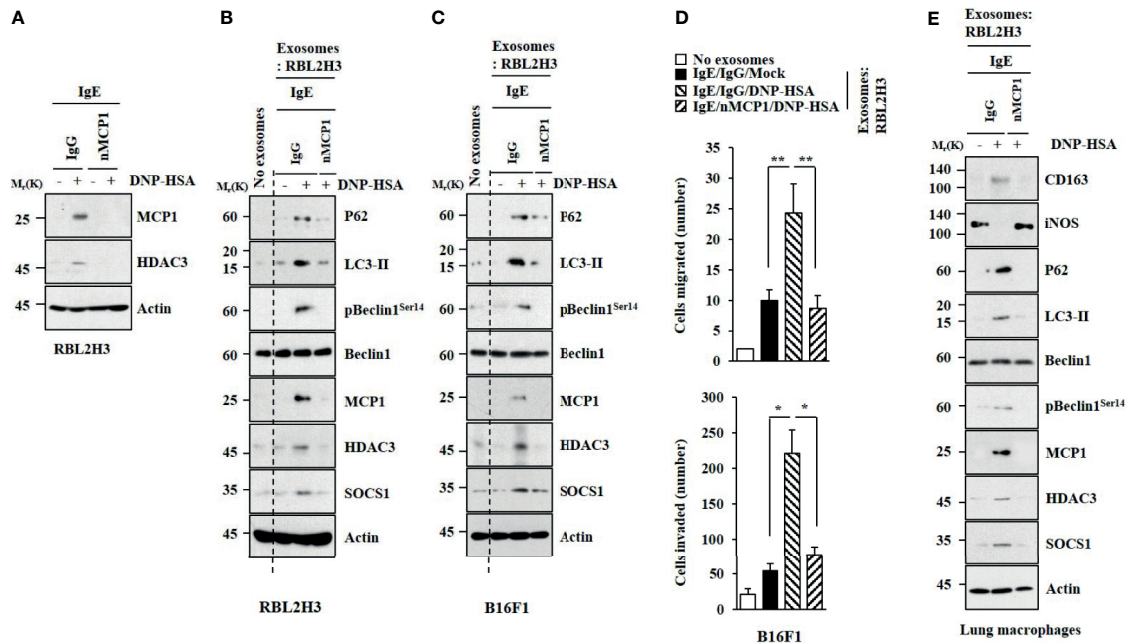 A
IgE
IgG
nMCP1
Mr(K) - + - + DNP-HSA
25 MCP1
45 HDAC3
45 Actin
RBL2H3
B
Exosomes
: RBL2H3
IgE
No exosomes
IgG
nMCP1
Mr(K) - + + DNP-HSA
60 P62
20
15 LC3-II
60 pBeclin1Ser14
60 Beclin1
25 MCP1
45 HDAC3
35 SOCS1
45 Actin
RBL2H3
C
Exosomes
: RBL2H3
IgE
No exosomes
IgG
nMCP1
Mr(K) - + + DNP-HSA
60 P62
20
15 LC3-II
60 pBeclin1Ser14
60 Beclin1
25 MCP1
45 HDAC3
35 SOCS1
45 Actin
B16F1
D
No exosomes
IgE/IgG/Mock
IgE/IgG/DNP-HSA
IgE/nMCP1/DNP-HSA
Exosomes:
RBL2H3
Cells migrated (number)
35
30
25
20
15
10
5
0
** **
Cells invaded (number)
300
250
200
150
100
50
0
* *
B16F1
E
Exosomes:
RBL2H3
IgE
IgG
nMCP1
Mr(K) - + + DNP-HSA
140
100 CD163
140
100 iNOS
60 P62
20
15 LC3-II
60 Beclin1
60 pBeclin1Ser14
25 MCP1
45 HDAC3
35 SOCS1
45 Actin
Lung macrophages